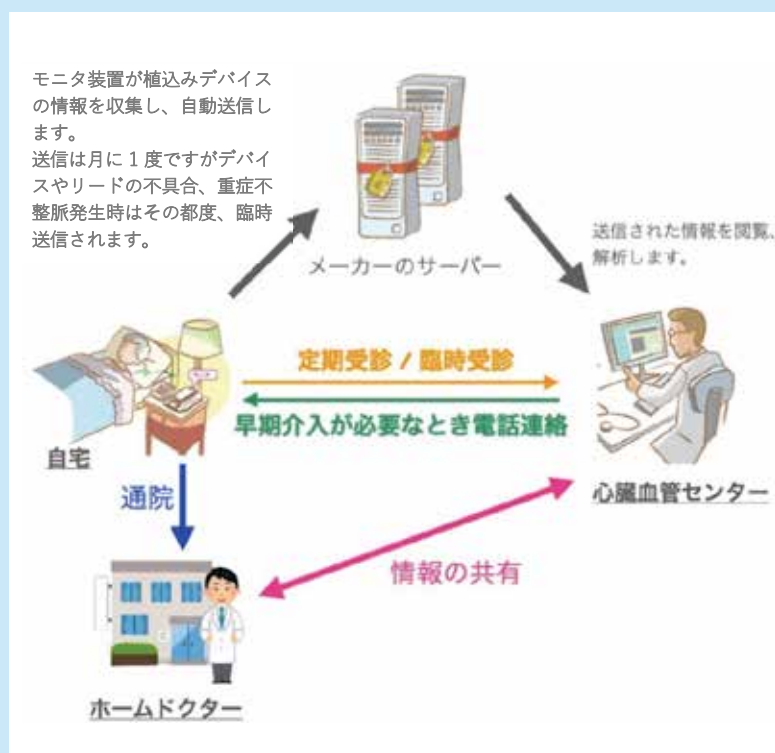 モニタ装置が植込みデバイス
の情報を収集し、自動送信し
ます。
送信は月に1度ですがデバイ
スやリードの不具合、重症不
整脈発生時はその都度、臨時
送信されます。
メーカーのサーバー
送信された情報を閲覧、
解析します。
定期受診 / 臨時受診
早期介入が必要なとき電話連絡
自宅
通院
心臓血管センター
情報の共有
ホームドクター